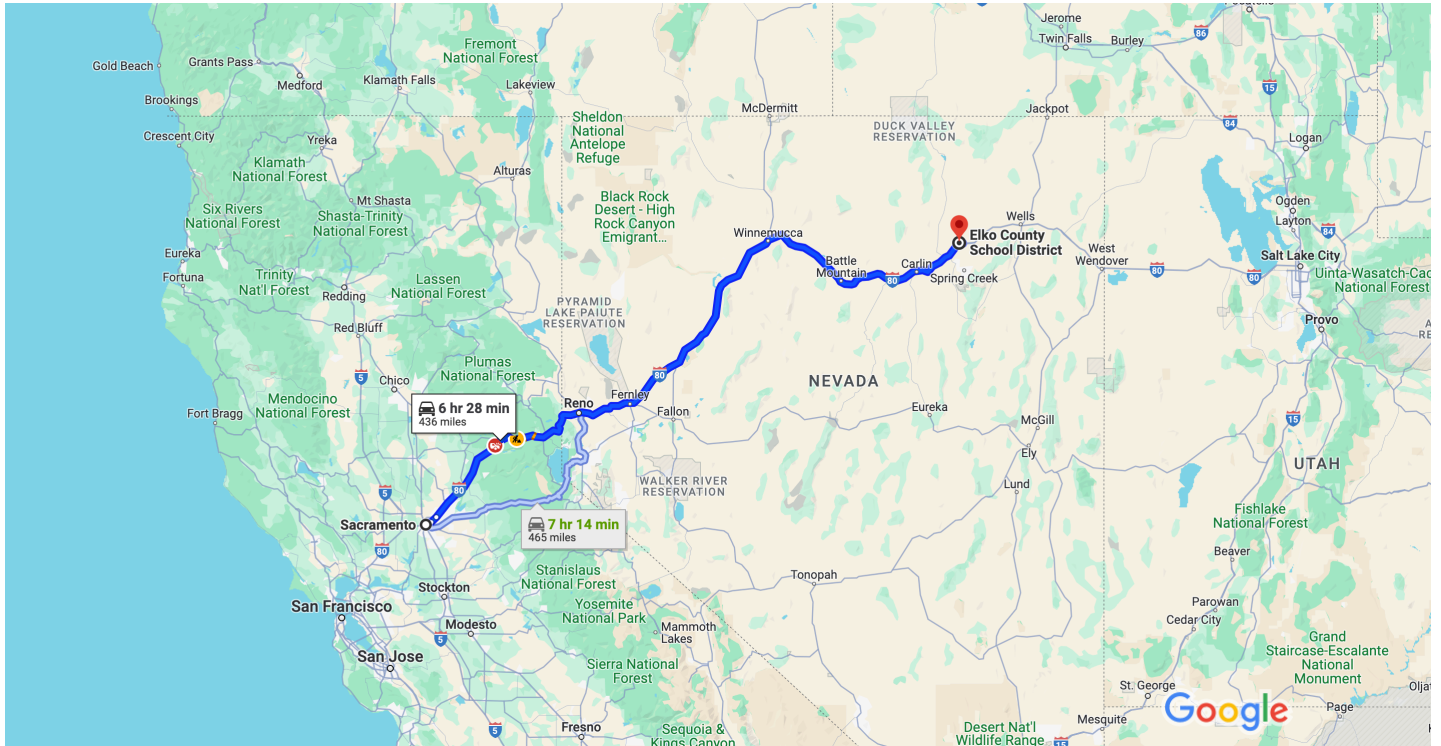 Jerome
Twin Falls
Burley
86
15
Fremont
National Forest
Gold Beach
Grants Pass
Medford
Klamath Falls
Lakeview
Brookings
Crescent City
Yreka
McDermitt
Jackpot
84
Logan
Sheldon
National
Antelope
Refuge
DUCK VALLEY
RESERVATION
Klamath
National Forest
Alturas
Mt Shasta
Six Rivers
National Forest
Shasta-Trinity
National Forest
Black Rock
Desert - High
Rock Canyon
Emigrant...
Ogden
Layton
84
Wells
Winnemucca
Elko County
School District
West
Wendover
80
80
Salt Lake City
Eureka
Fortuna
Trinity
Nat'l Forest
Lassen
National Forest
Redding
Battle
Mountain
80
Carlin
Spring Creek
Uinta-Wasatch-Cac
National Forest
PYRAMID
LAKE PAIUTE
RESERVATION
Red Bluff
Provo
Plumas
National Forest
5
Chico
80
NEVADA
Mendocino
National Forest
Fort Bragg
6 hr 28 min
436 miles
Reno
Fernley
Fallon
Eureka
McGill
Ely
15
15
UTAH
80
5
WALKER RIVER
RESERVATION
Lund
Sacramento
7 hr 14 min
465 miles
Fishlake
National Forest
Beaver
80
Stanislaus
National Forest
Stockton
Tonopah
San Francisco
Yosemite
National Park
Parowan
Cedar City
5
Modesto
Mammoth
Lakes
San Jose
Sierra National
Forest
Grand
Staircase-Escalante
National
Monument
St. George
Google
Page
Oljat
5
Fresno
Sequoia &
Kings Canyon
Desert Nat'l
Wildlife Range
Mesquite
15